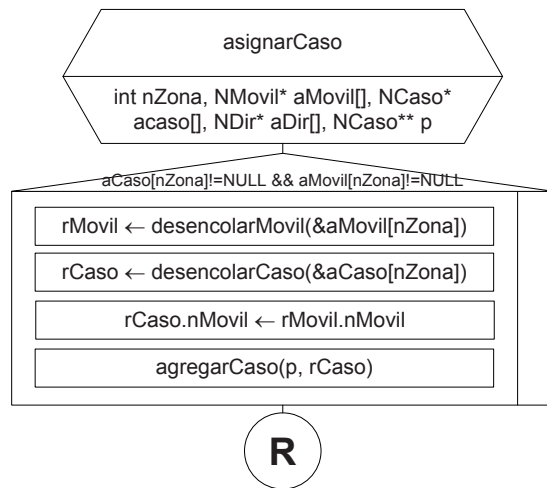 asignarCaso
int nZona, NMovil* aMovil[], NCaso*
acaso[], NDir* aDir[], NCaso** p
aCaso[nZona]!=NULL && aMovil[nZona]!=NULL
rMovil ← desencolarMovil(&aMovil[nZona])
rCaso ← desencolarCaso(&aCaso[nZona])
rCaso.nMovil ← rMovil.nMovil
agregarCaso(p, rCaso)
R